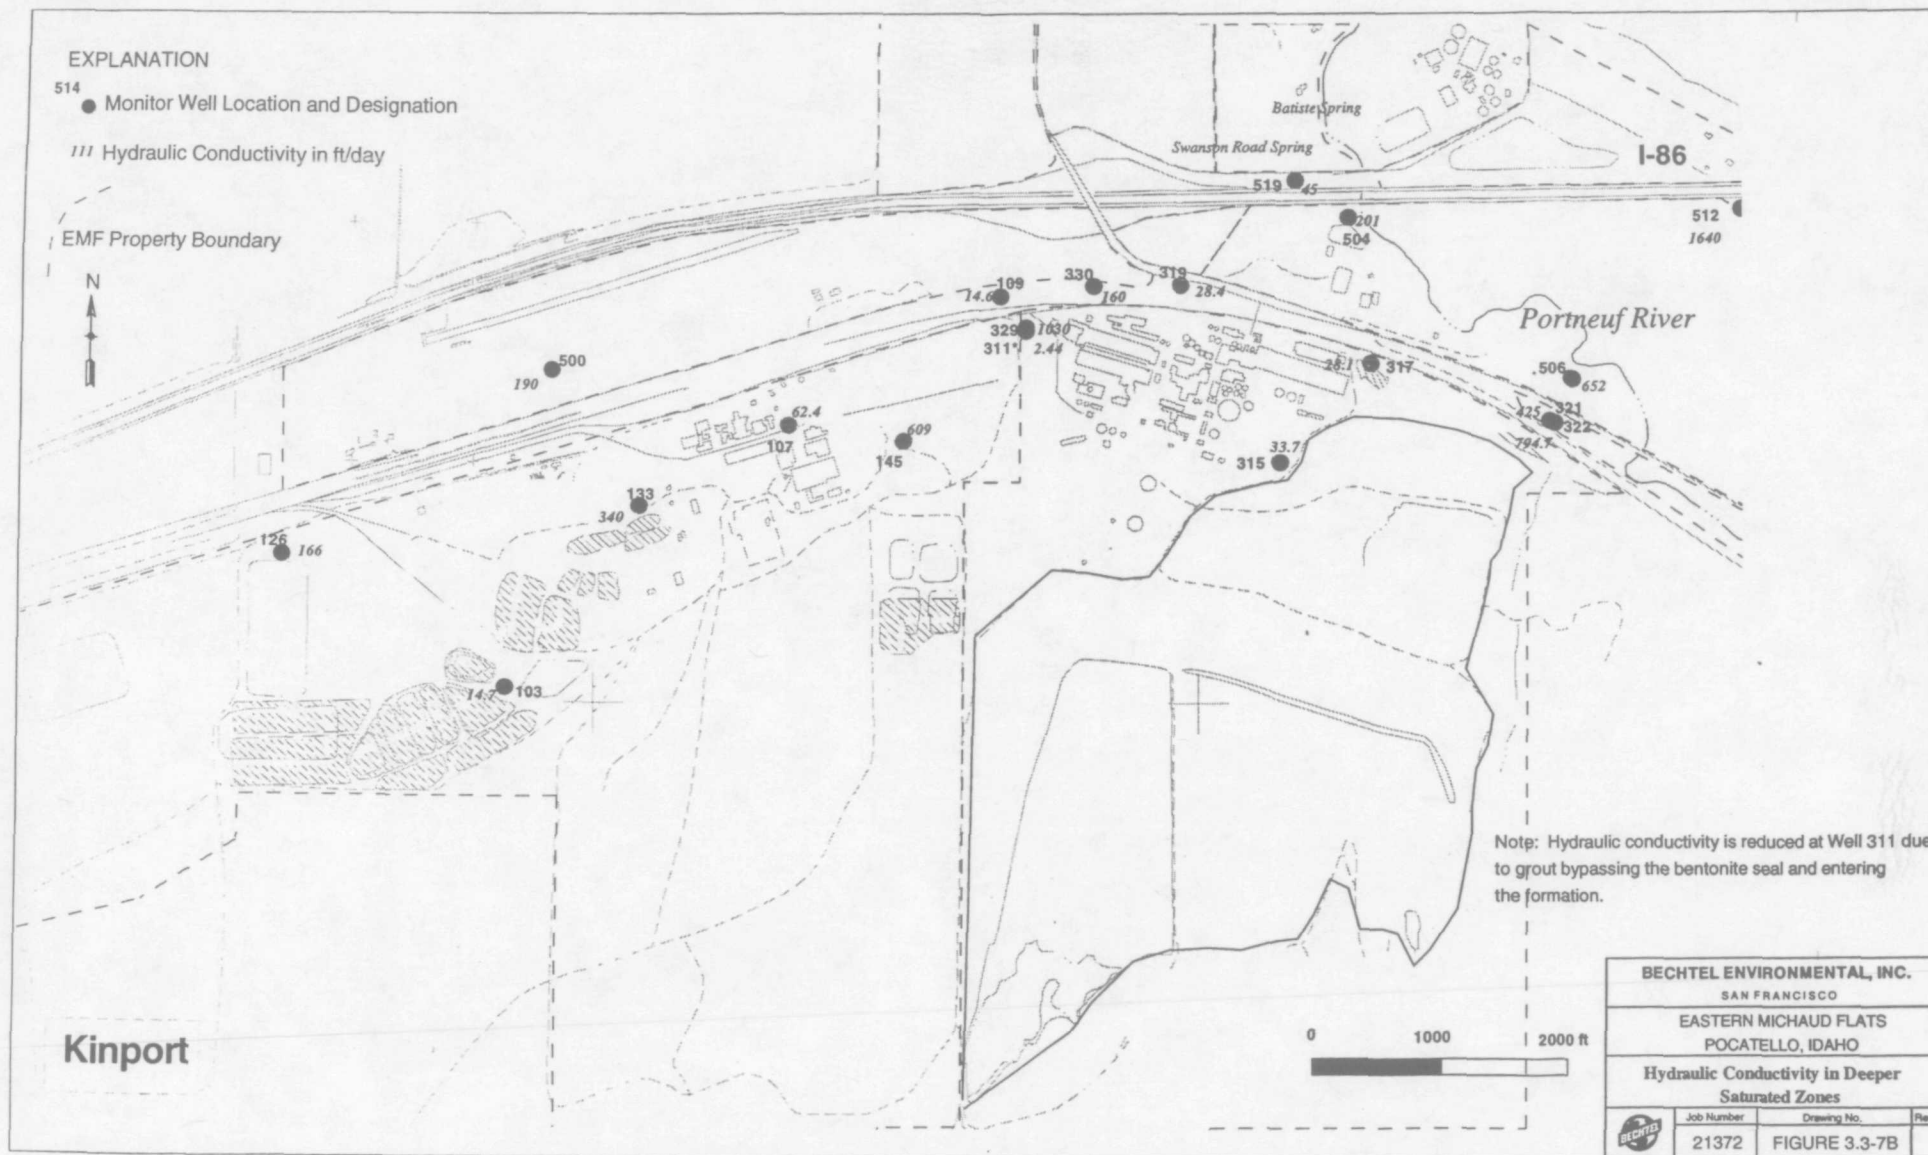 EXPLANATION
514
Monitor Well Location and Designation
111 Hydraulic Conductivity in ft/day
EMF Property Boundary
N
Batiste Spring
Swanson Road Spring
I-86
519
45
201
504
512
1640
Portneuf River
109
14.6
330
160
319
28.4
329
1030
311*
2.44
500
190
28.1
317
506
652
425
321
322
794.7
62.4
107
609
145
33.7
315
133
340
126
166
14.7
103
Note: Hydraulic conductivity is reduced at Well 311 due
to grout bypassing the bentonite seal and entering
the formation.
Kinport
0 1000 2000 ft
BECHTEL ENVIRONMENTAL, INC.
SAN FRANCISCO
EASTERN MICHAUD FLATS
POCATELLO, IDAHO
Hydraulic Conductivity in Deeper
Saturated Zones
BECHTEL
Job Number
Drawing No.
21372
FIGURE 3.3-7B